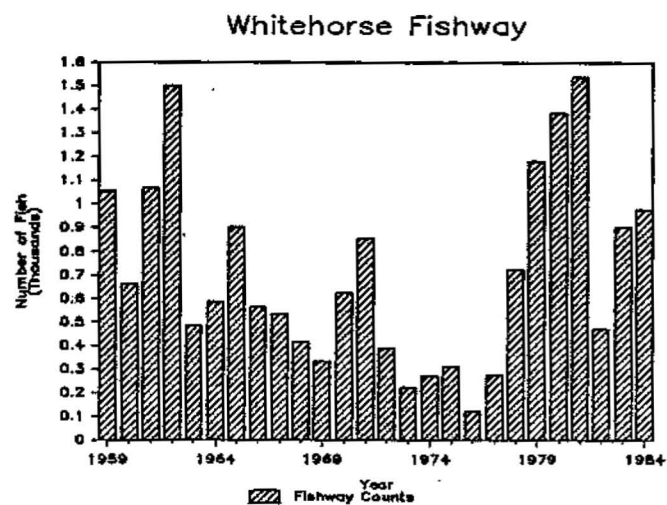 Whitehorse Fishway
Number of Fish
(Thousands)
1.6
1.5
1.4
1.3
1.2
1.1
1
0.9
0.8
0.7
0.6
0.5
0.4
0.3
0.2
0.1
0
1959 1964 1969 1974 1979 1984
Year
Fishway Counts